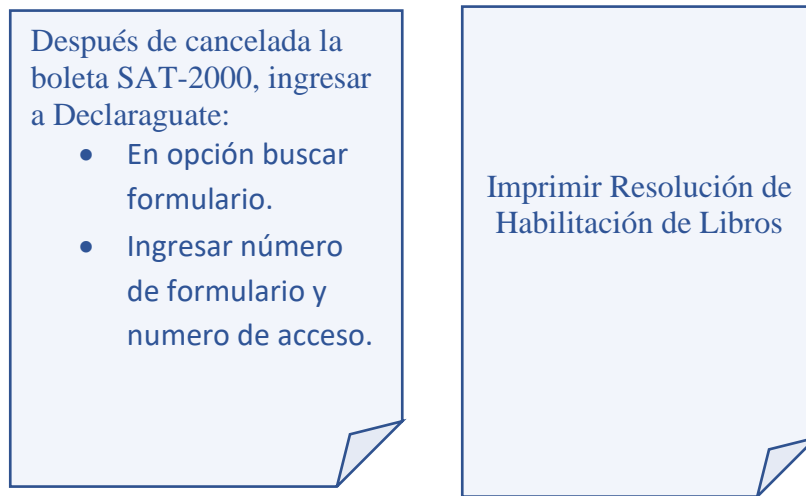 Después de cancelada la
boleta SAT-2000, ingresar
a Declaraguate:
• En opción buscar
formulario.
• Ingresar número
de formulario y
numero de acceso.
Imprimir Resolución de
Habilitación de Libros